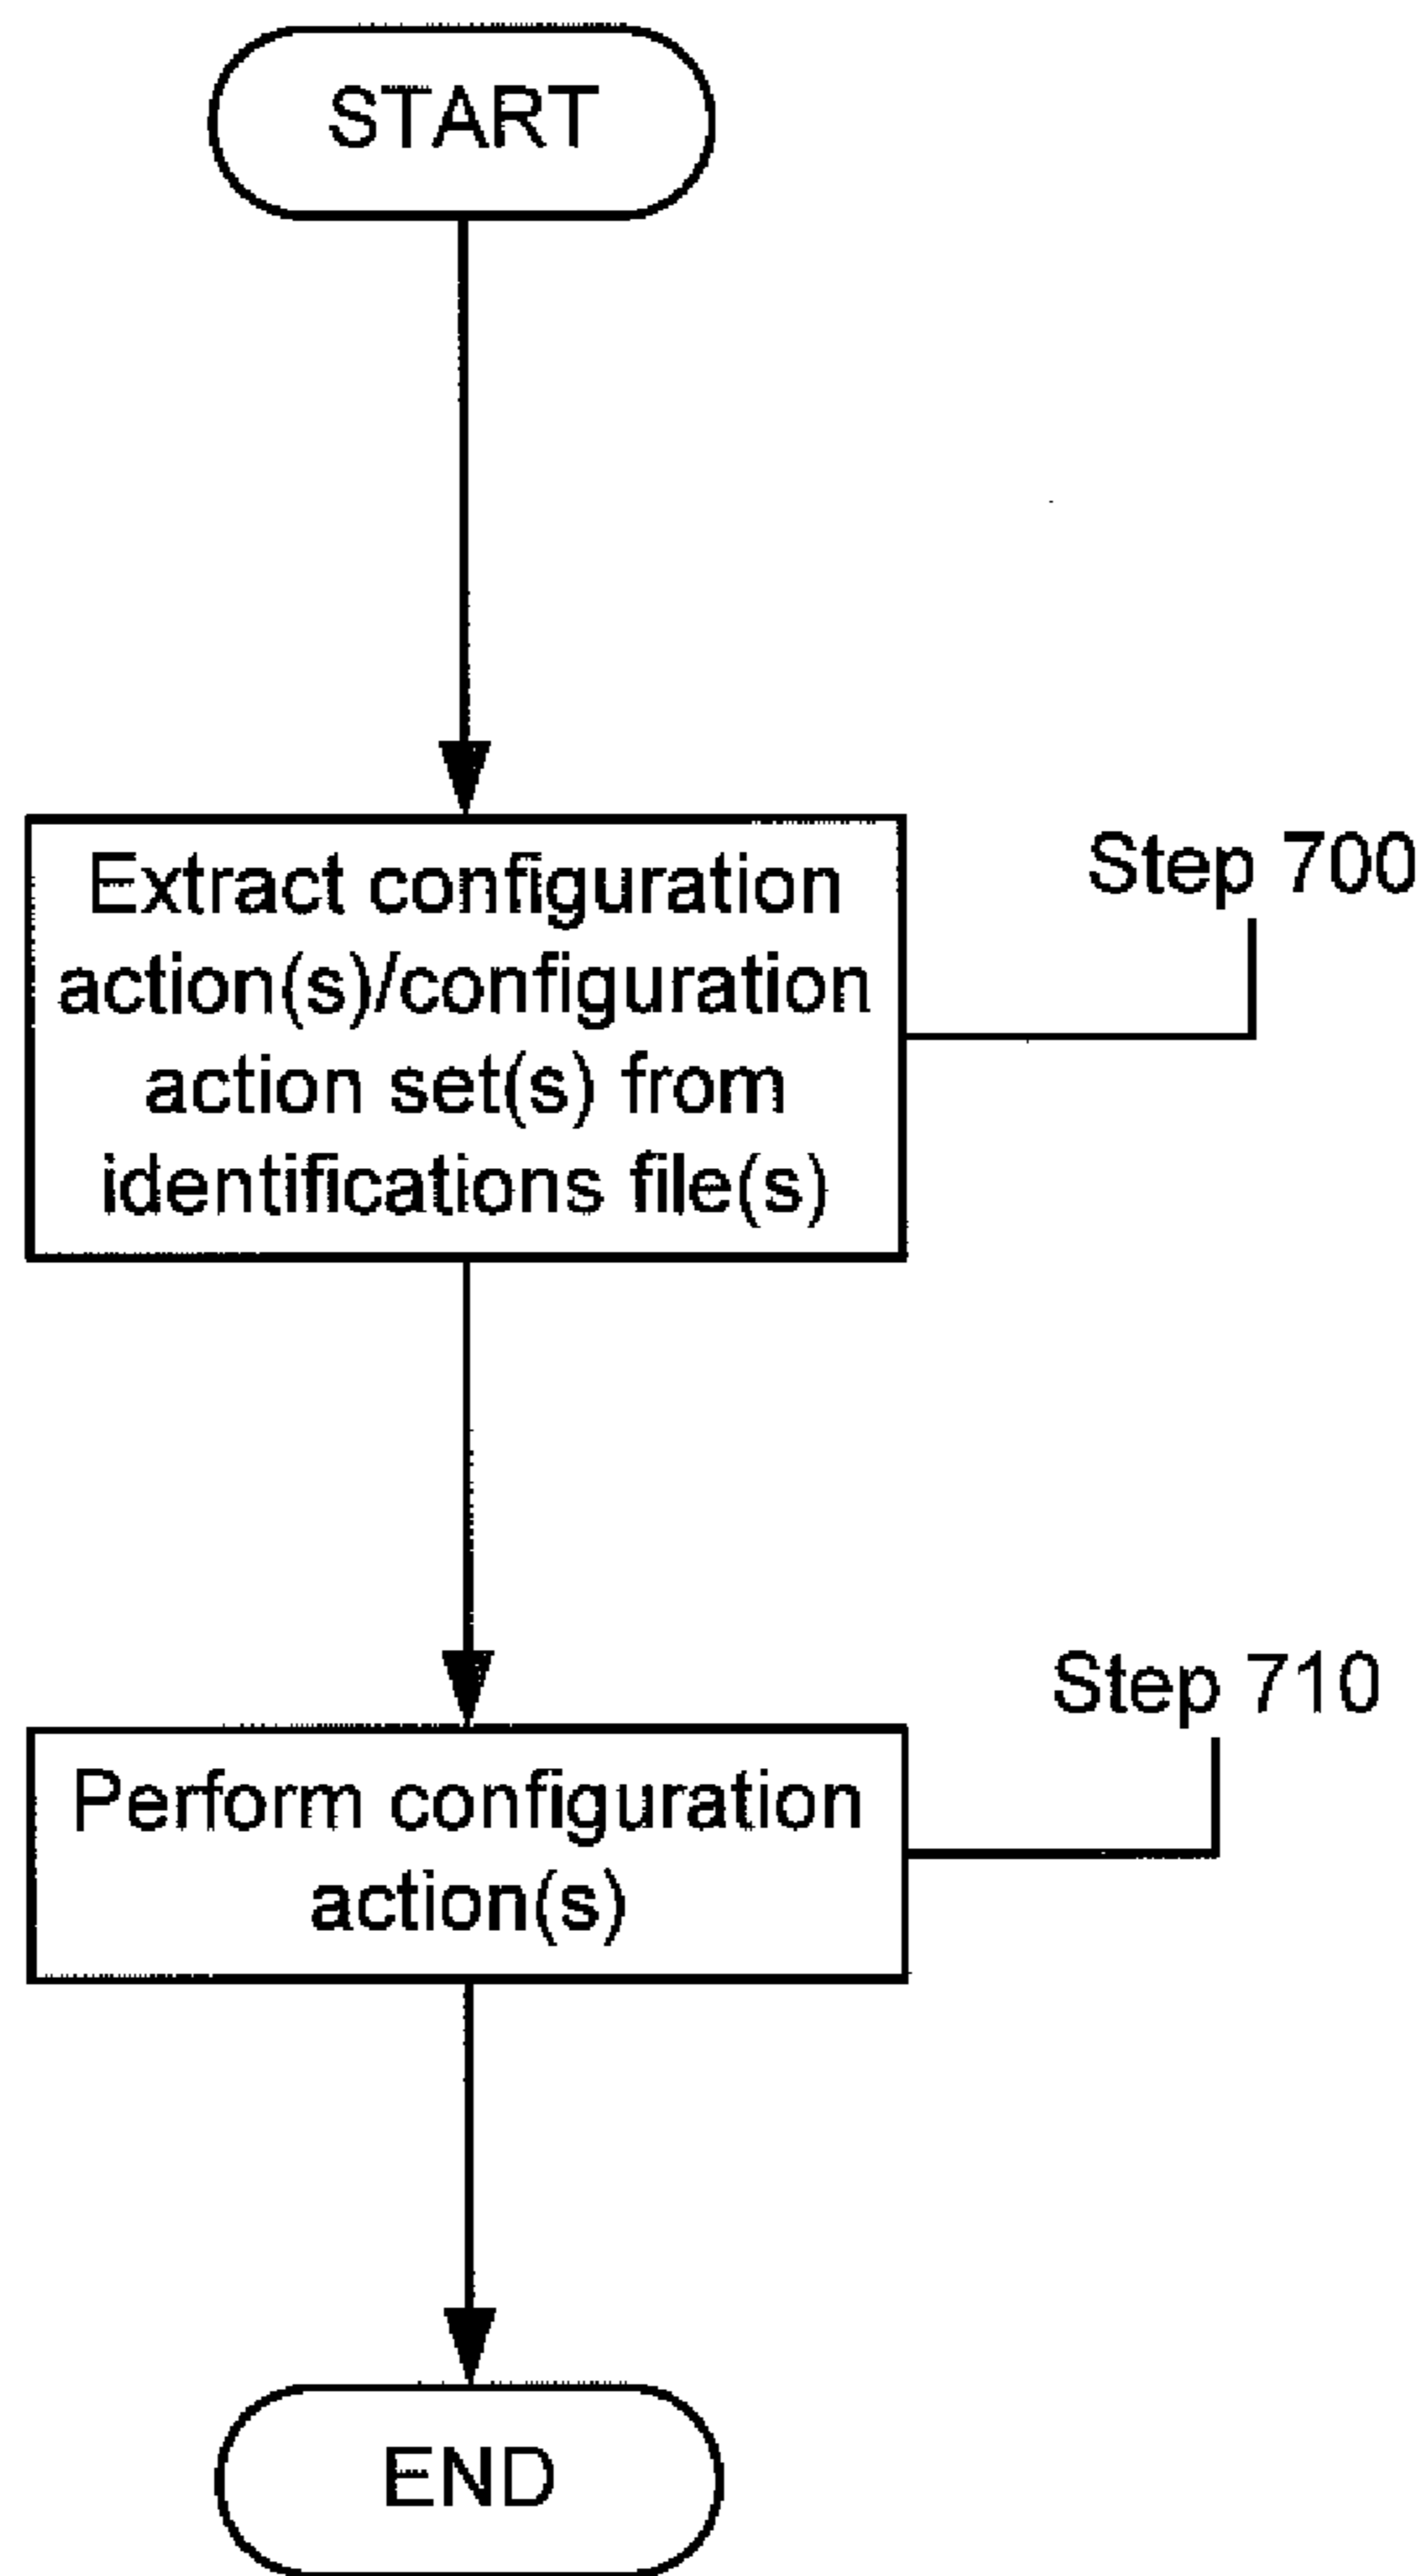 START
Extract configuration
action(s)/configuration
action set(s) from
identifications file(s)
Step 700
Perform configuration
action(s)
Step 710
END